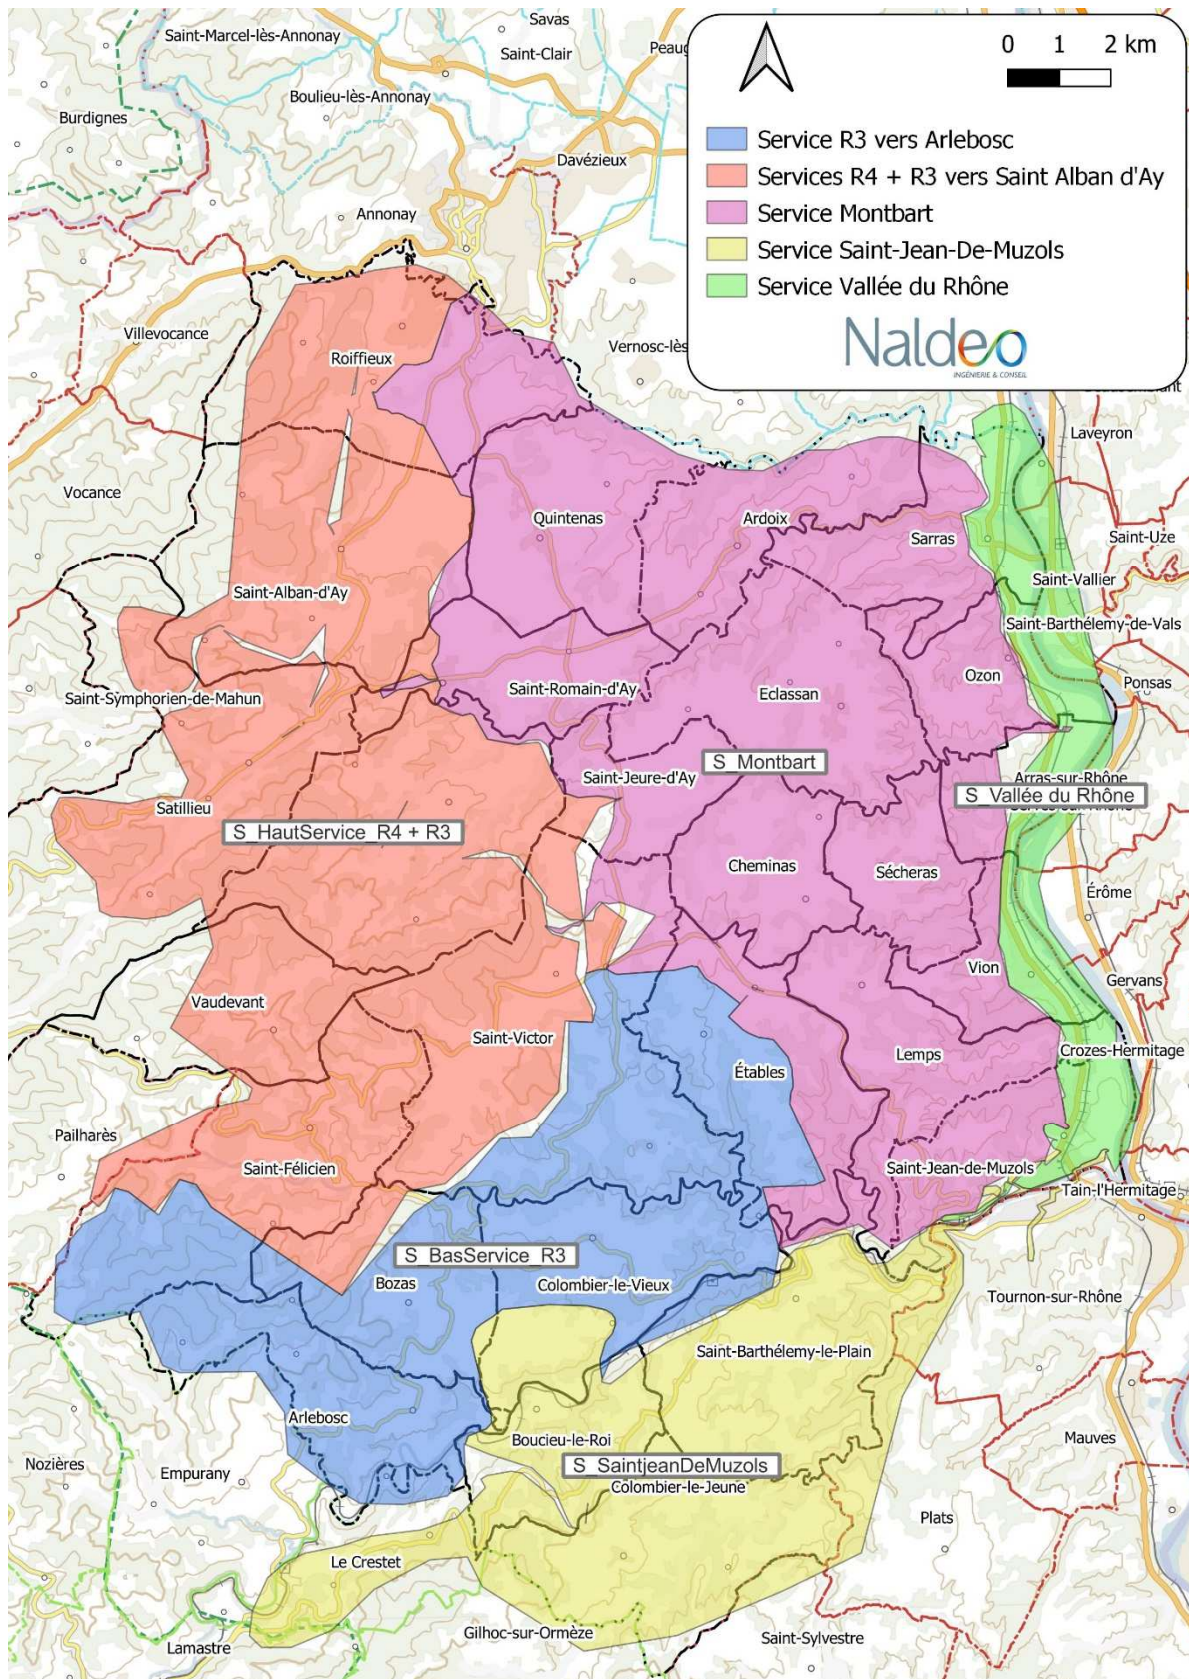 Savas
Saint-Marcel-lès-Annonay
Saint-Clair
Peaug
Boulieu-lès-Annonay
Burdignes
Davézieux
Annonay
0 1 2 km
Service R3 vers Arlebosc
Services R4 + R3 vers Saint Alban d'Ay
Service Montbart
Service Saint-Jean-De-Muzols
Service Vallée du Rhône
Naldeo
INGÉNIERIE & CONSEIL
Villevocance
Vernosc-lès
Roiffieux
Laveyron
Vocance
Quintenas
Ardoix
Sarras
Saint-Uze
Saint-Vallier
Saint-Alban-d'Ay
Saint-Barthélemy-de-Vals
Ozon
Ponsas
Saint-Symphorien-de-Mahun
Saint-Romain-d'Ay
Eclassan
S_Montbart
Saint-Jeure-d'Ay
Arras-sur-Rhône
S_Vallée du Rhône
Satillieu
S_HautService_R4 + R3
Cheminas
Sécheras
Érôme
Vion
Gervans
Vaudevant
Saint-Victor
Lemps
Crozes-Hermitage
Étables
Pailharès
Saint-Félicien
Saint-Jean-de-Muzols
Tain-l'Hermitage
S_BasService_R3
Bozas
Colombier-le-Vieux
Tournon-sur-Rhône
Saint-Barthélemy-le-Plain
Arlebosc
Boucieu-le-Roi
Mauves
Nozières
Empurany
S_SaintjeanDeMuzols
Colombier-le-Jeune
Plats
Le Crestet
Gilhoc-sur-Ormèze
Saint-Sylvestre
Lamastre